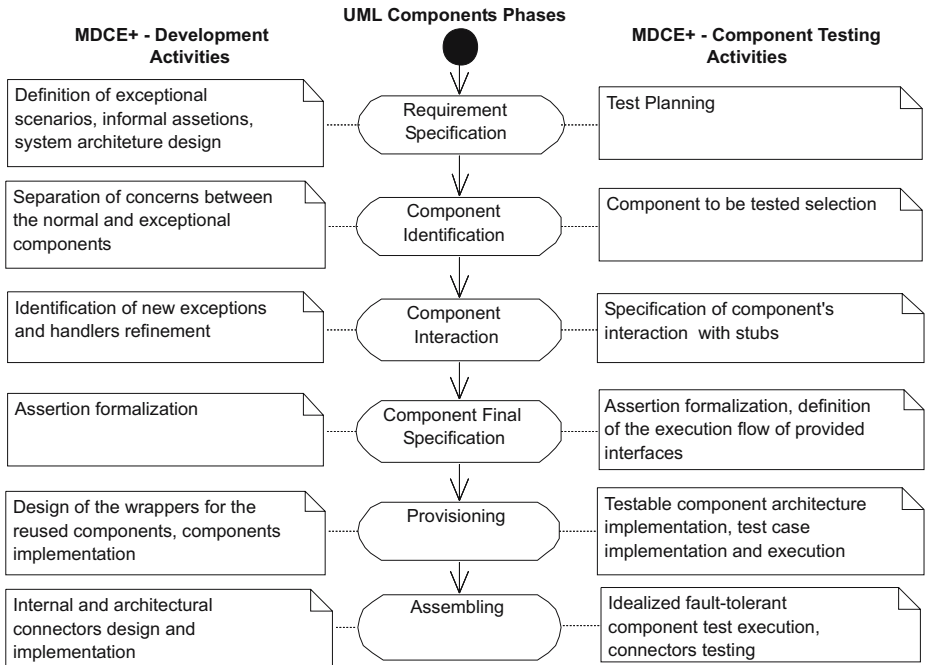 UML Components Phases
MDCE+ - Development
Activities
MDCE+ - Component Testing
Activities
Definition of exceptional
scenarios, informal assetions,
system architeture design
Requirement
Specification
Test Planning
Separation of concerns between
the normal and exceptional
components
Component
Identification
Component to be tested selection
Identification of new exceptions
and handlers refinement
Component
Interaction
Specification of component's
interaction with stubs
Assertion formalization
Component Final
Specification
Assertion formalization, definition
of the execution flow of provided
interfaces
Design of the wrappers for the
reused components, components
implementation
Provisioning
Testable component architecture
implementation, test case
implementation and execution
Internal and architectural
connectors design and
implementation
Assembling
Idealized fault-tolerant
component test execution,
connectors testing